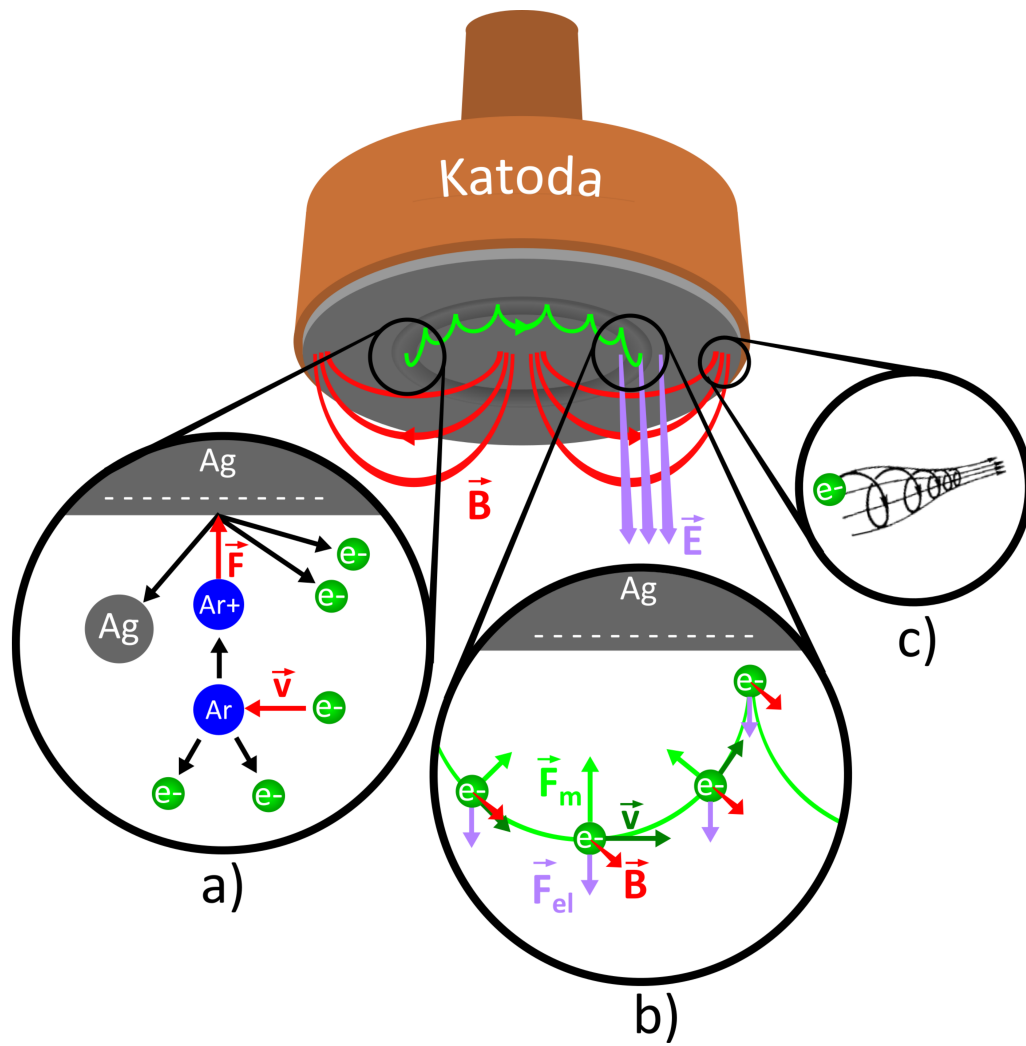 Katoda
B
E
Ag
F
e-
e-
Ar+
Ag
v
Ar
e-
e-
e-
a)
Ag
e-
e-
e-
Fm
v
e-
B
Fel
b)
e-
c)